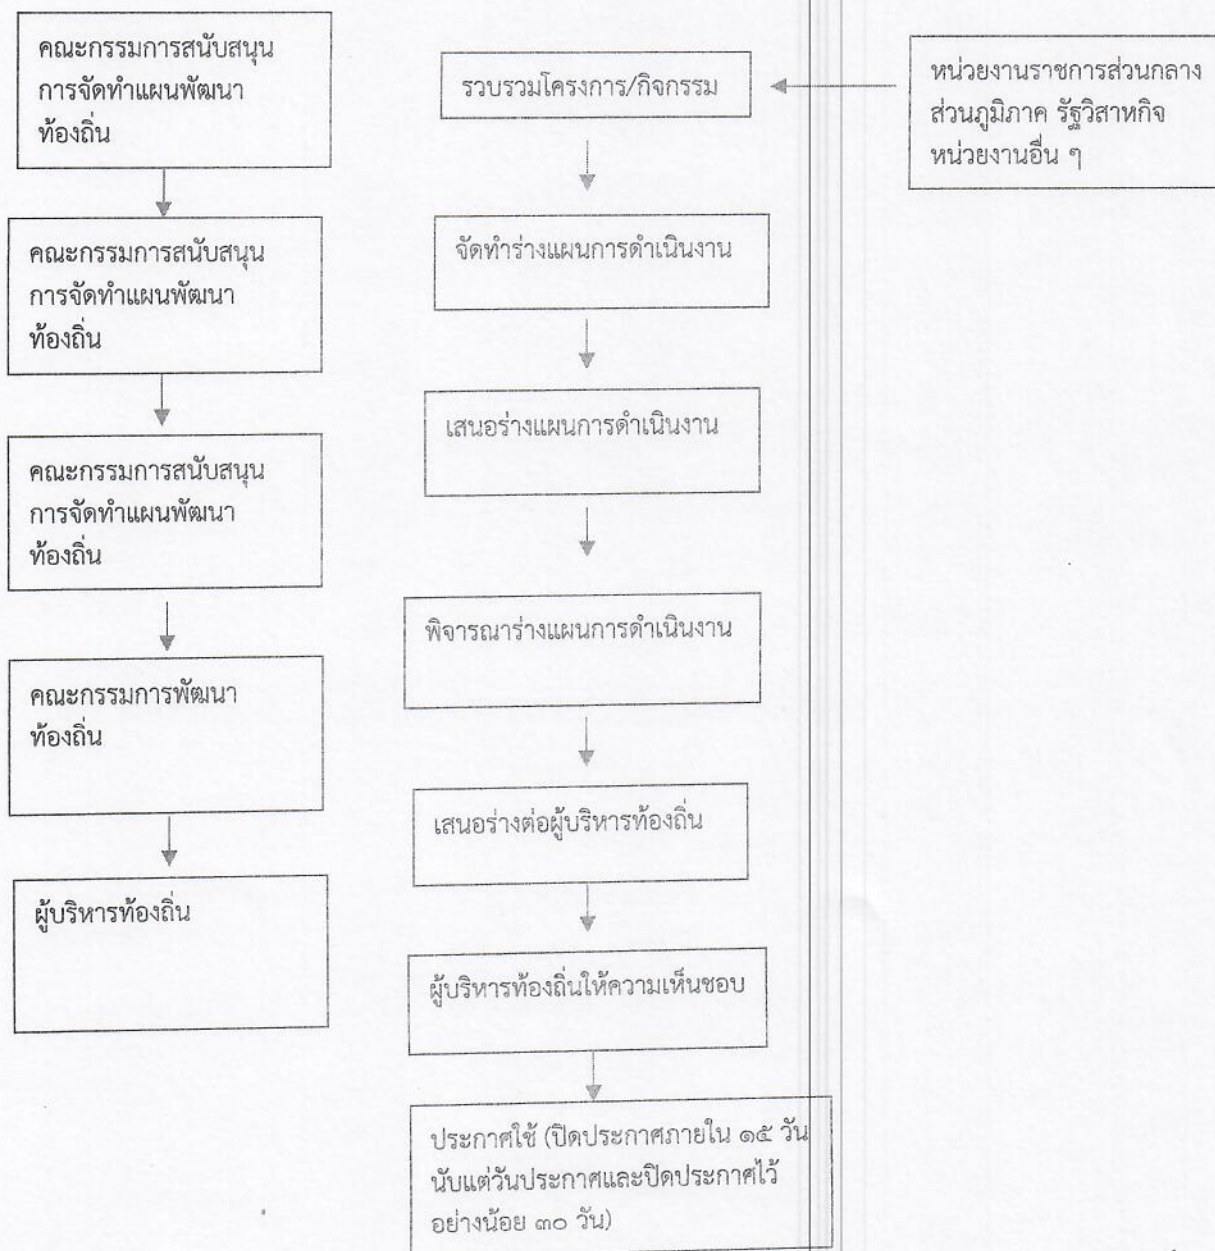 คณะกรรมการสนับสนุน
การจัดทำแผนพัฒนา
ท้องถิ่น
คณะกรรมการสนับสนุน
การจัดทำแผนพัฒนา
ท้องถิ่น
คณะกรรมการสนับสนุน
การจัดทำแผนพัฒนา
ท้องถิ่น
คณะกรรมการพัฒนา
ท้องถิ่น
ผู้บริหารท้องถิ่น
รวบรวมโครงการ/กิจกรรม
จัดทำร่างแผนการดำเนินงาน
เสนอร่างแผนการดำเนินงาน
พิจารณาร่างแผนการดำเนินงาน
เสนอร่างต่อผู้บริหารท้องถิ่น
ผู้บริหารท้องถิ่นให้ความเห็นชอบ
ประกาศใช้ (ปิดประกาศภายใน ๑๕ วัน
นับแต่วันประกาศและปิดประกาศไว้
อย่างน้อย ๓๐ วัน)
หน่วยงานราชการส่วนกลาง
ส่วนภูมิภาค รัฐวิสาหกิจ
หน่วยงานอื่น ๆ